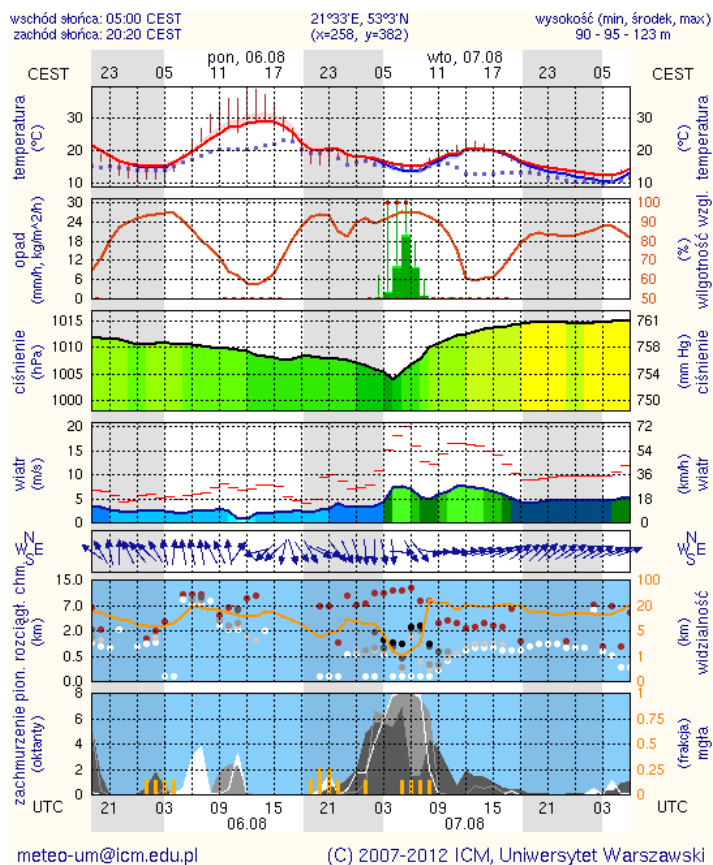 wschód słońca: 05:00 CEST 21°33'E, 53°3'N wysokość (min, środek, max)
zachód słońca: 20:20 CEST (x=258, y=382) 90 - 95 - 123 m
pon, 06.08 wto, 07.08
CEST 23 05 11 17 23 05 11 17 23 05 CEST
temperatura (°C)
30 30
20 20
10 10
temperatura (°C)
opad (mm/h, kg/m^2/h)
30 100
24 90
18 80
12 70
6 60
0 50
wilgotność wzgl. (%)
ciśnienie (hPa)
1015 761
1010 758
1005 754
1000 750
ciśnienie (mm Hg)
wiatr (m/s)
20 72
15 54
10 36
5 18
0 0
wiatr (km/h)
N N
W E W E
S S
pion. rozciągł. chm. (km)
15.0 100
7.0 20
2.0 5
0.5 1
0.0 0.0
widzialność (km)
zachmurzenie (oktanty)
8 1
6 0.75
4 0.5
2 0.25
0 0
mgła (frakcja)
UTC 21 03 09 15 21 03 09 15 21 03 UTC
06.08 07.08
meteo-um@icm.edu.pl (C) 2007-2012 ICM, Uniwersytet Warszawski